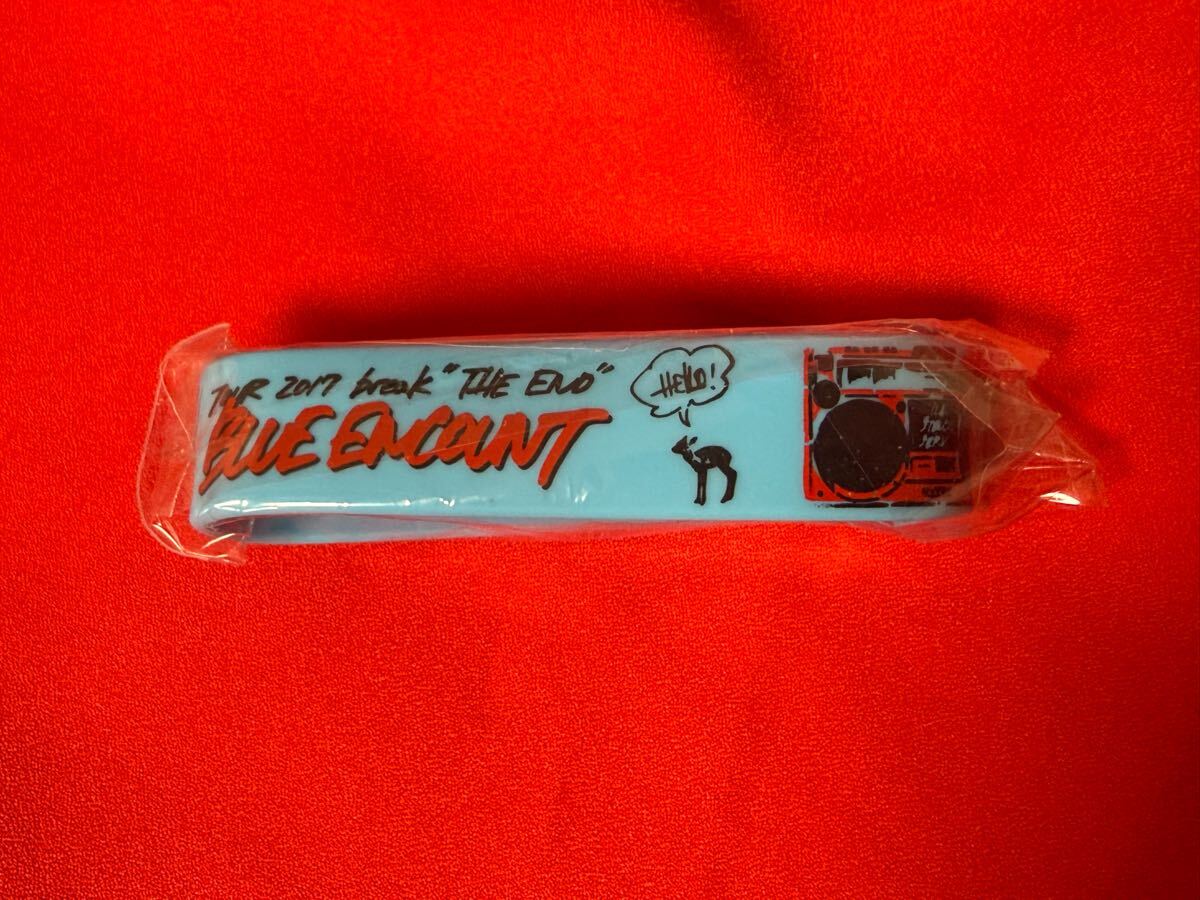 TOUR 2017 break "THE END"
BLUE ENCOUNT
HELLO!